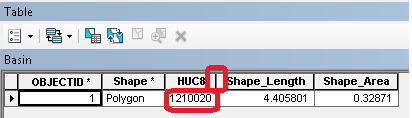 Table
Basin
OBJECTID * Shape * HUC8 Shape_Length Shape_Area
1 Polygon 1210020 4.405801 0.32871